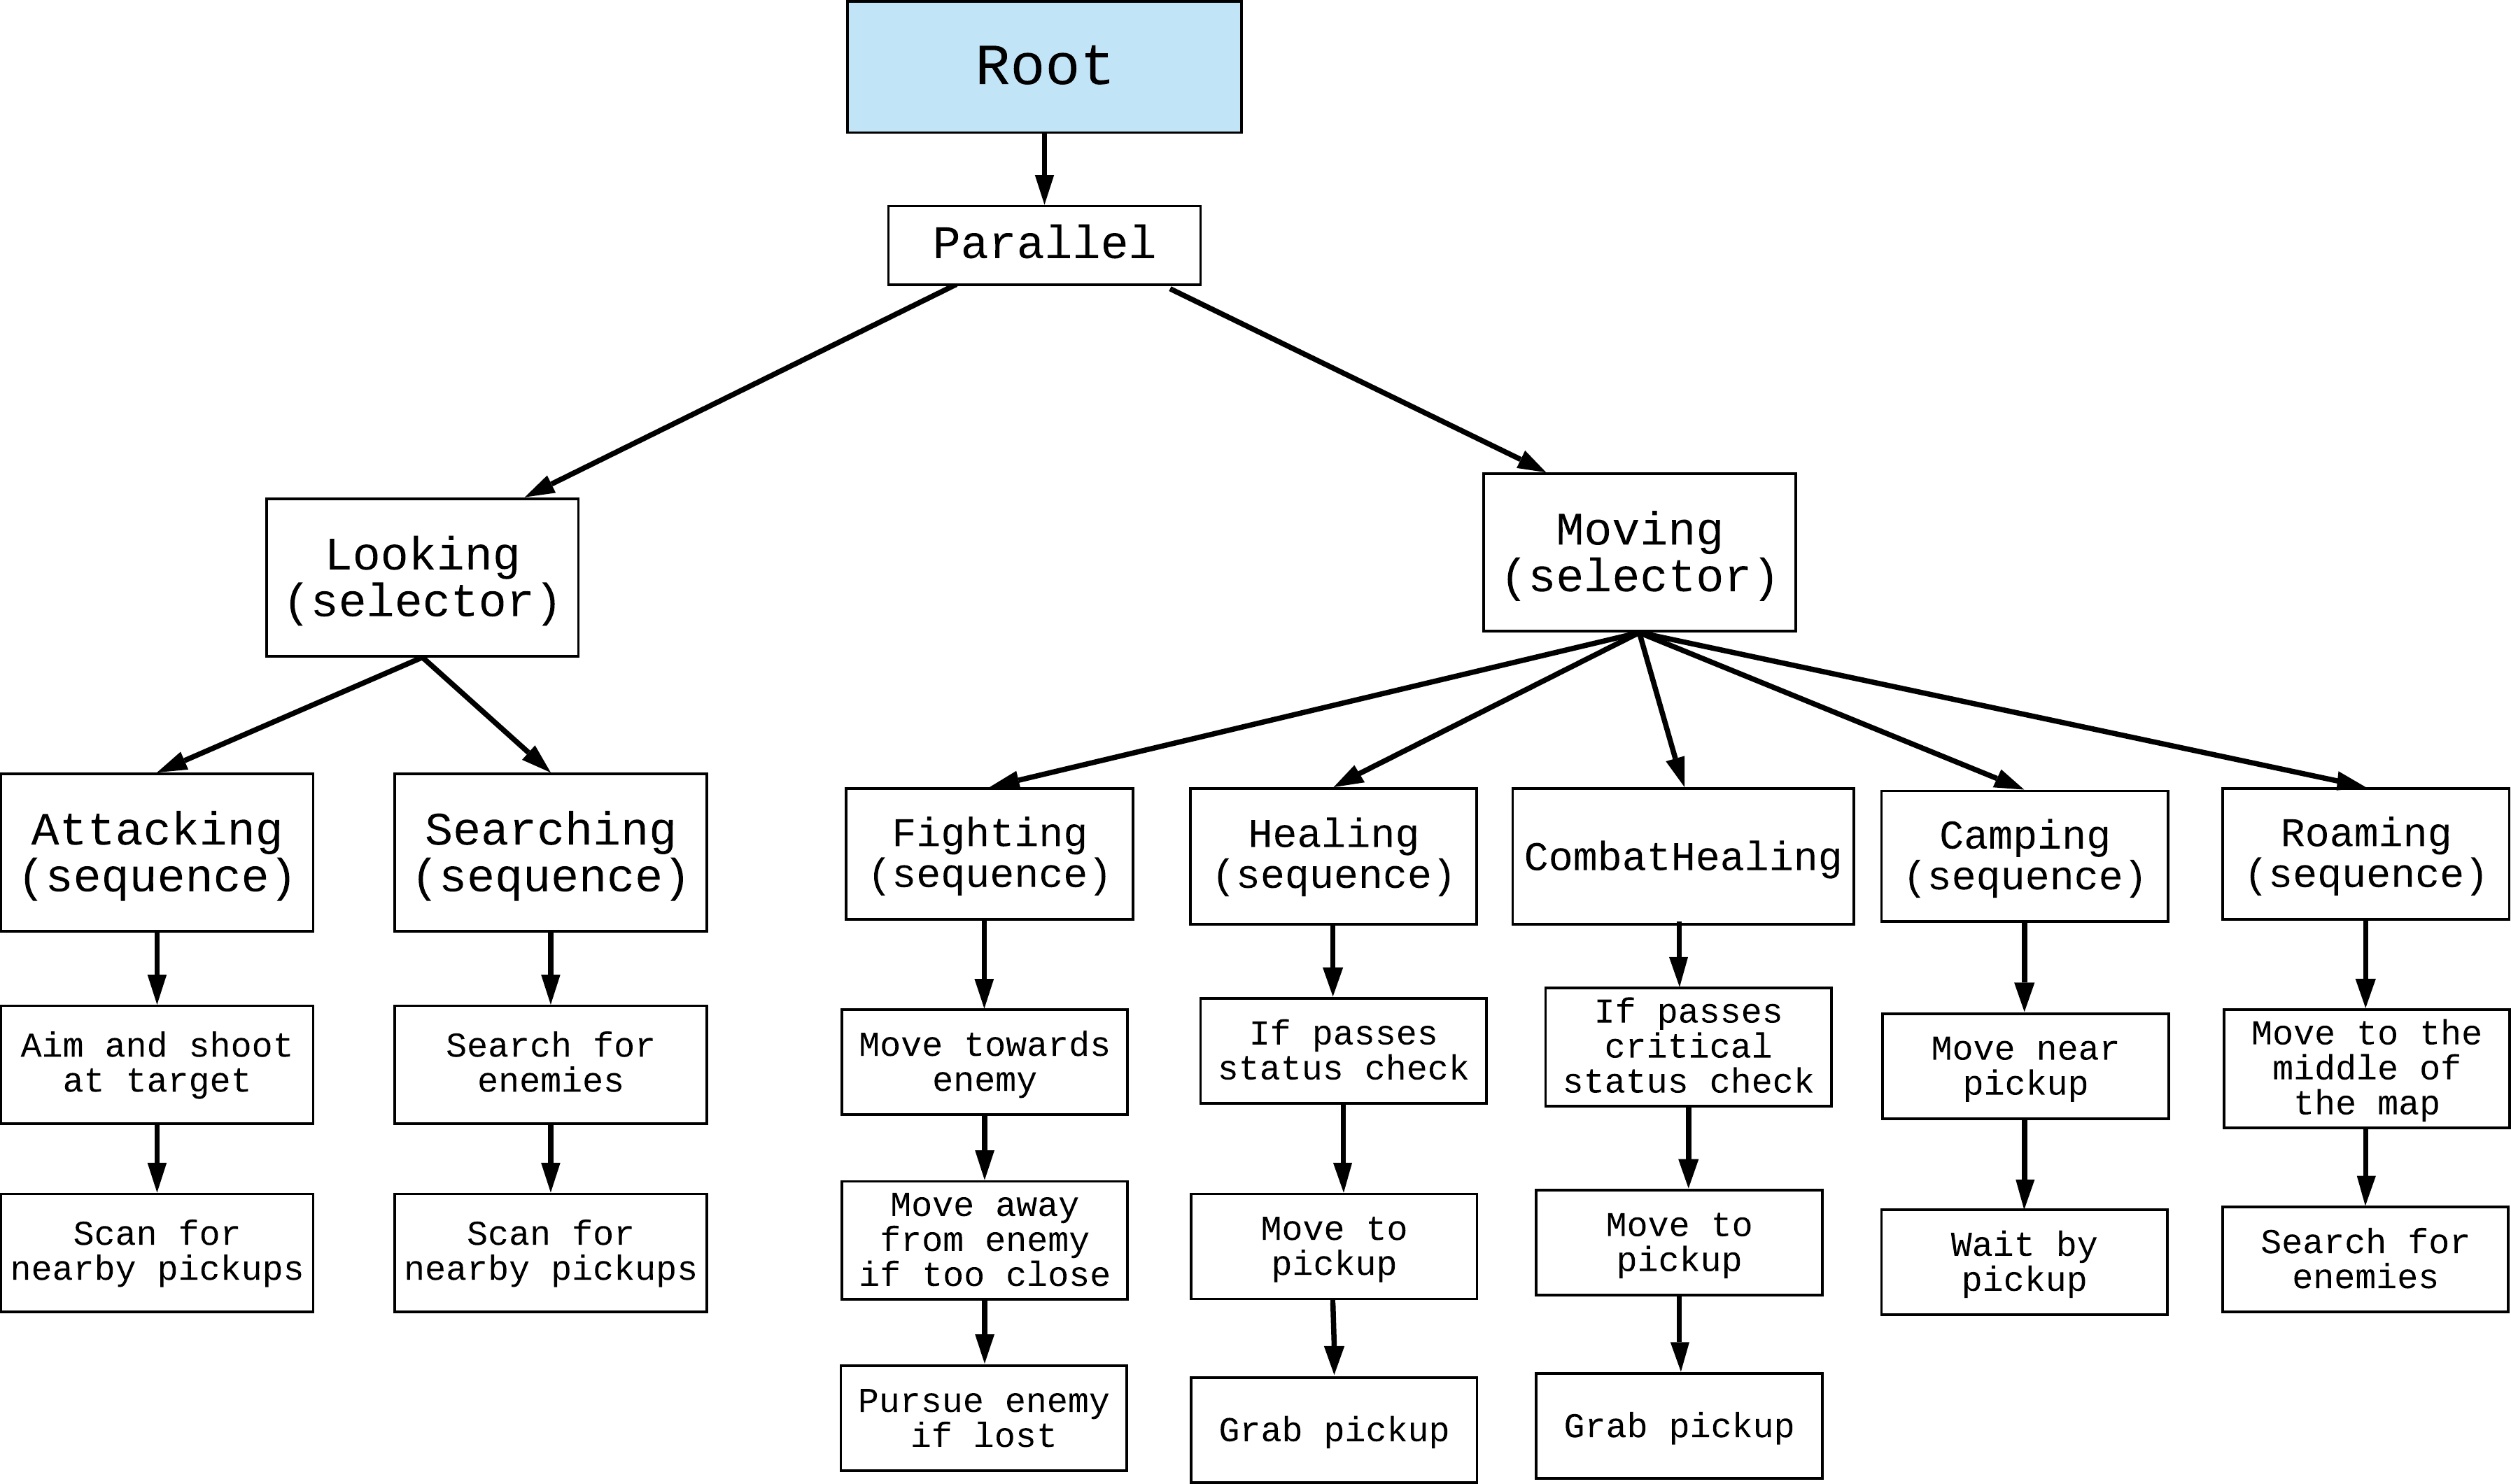 Root
Parallel
Looking
(selector)
Moving
(selector)
Attacking
(sequence)
Searching
(sequence)
Fighting
(sequence)
Healing
(sequence)
CombatHealing
Camping
(sequence)
Roaming
(sequence)
Aim and shoot
at target
Search for
enemies
Move towards
enemy
If passes
status check
If passes
critical
status check
Move near
pickup
Move to the
middle of
the map
Scan for
nearby pickups
Scan for
nearby pickups
Move away
from enemy
if too close
Move to
pickup
Move to
pickup
Wait by
pickup
Search for
enemies
Pursue enemy
if lost
Grab pickup
Grab pickup